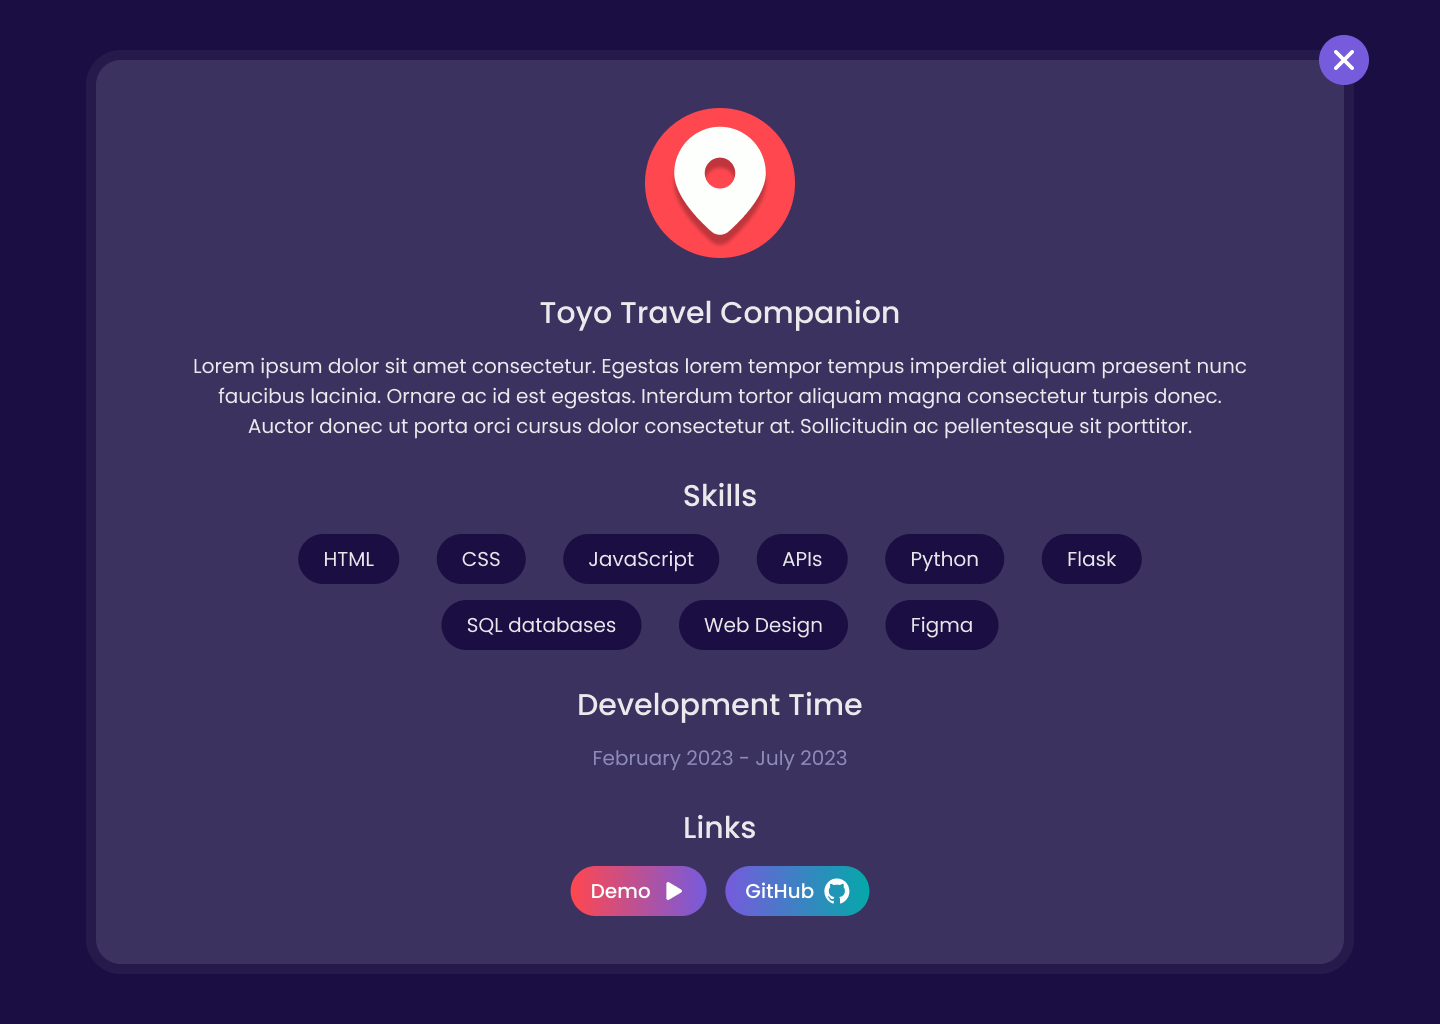 Toyo Travel Companion
Lorem ipsum dolor sit amet consectetur. Egestas lorem tempor tempus imperdiet aliquam praesent nunc
faucibus lacinia. Ornare ac id est egestas. Interdum tortor aliquam magna consectetur turpis donec.
Auctor donec ut porta orci cursus dolor consectetur at. Sollicitudin ac pellentesque sit porttitor.
Skills
HTML CSS JavaScript APIs Python Flask
SQL databases Web Design Figma
Development Time
February 2023 - July 2023
Links
Demo GitHub